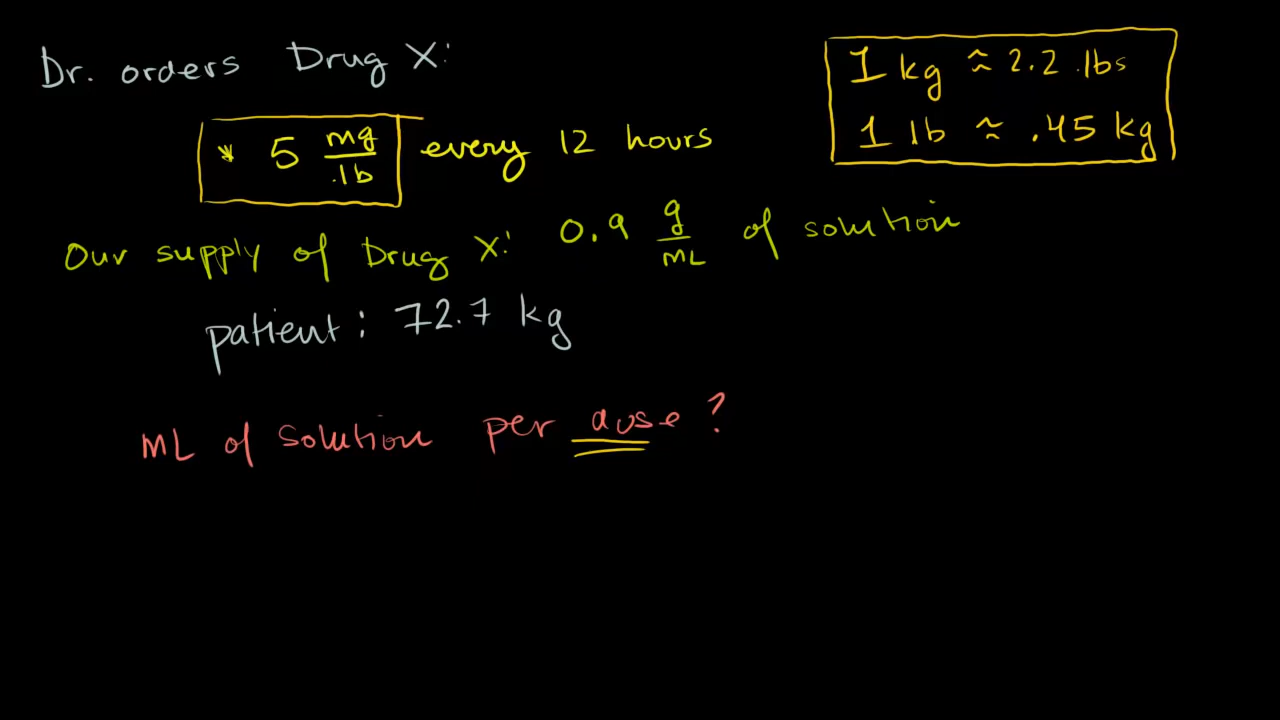 Dr. orders Drug X:
1 kg ≈ 2.2 lbs
1 lb ≈ .45 kg
* 5 mg/lb every 12 hours
Our supply of Drug X: 0.9 g/mL of solution
patient: 72.7 kg
mL of solution per dose?